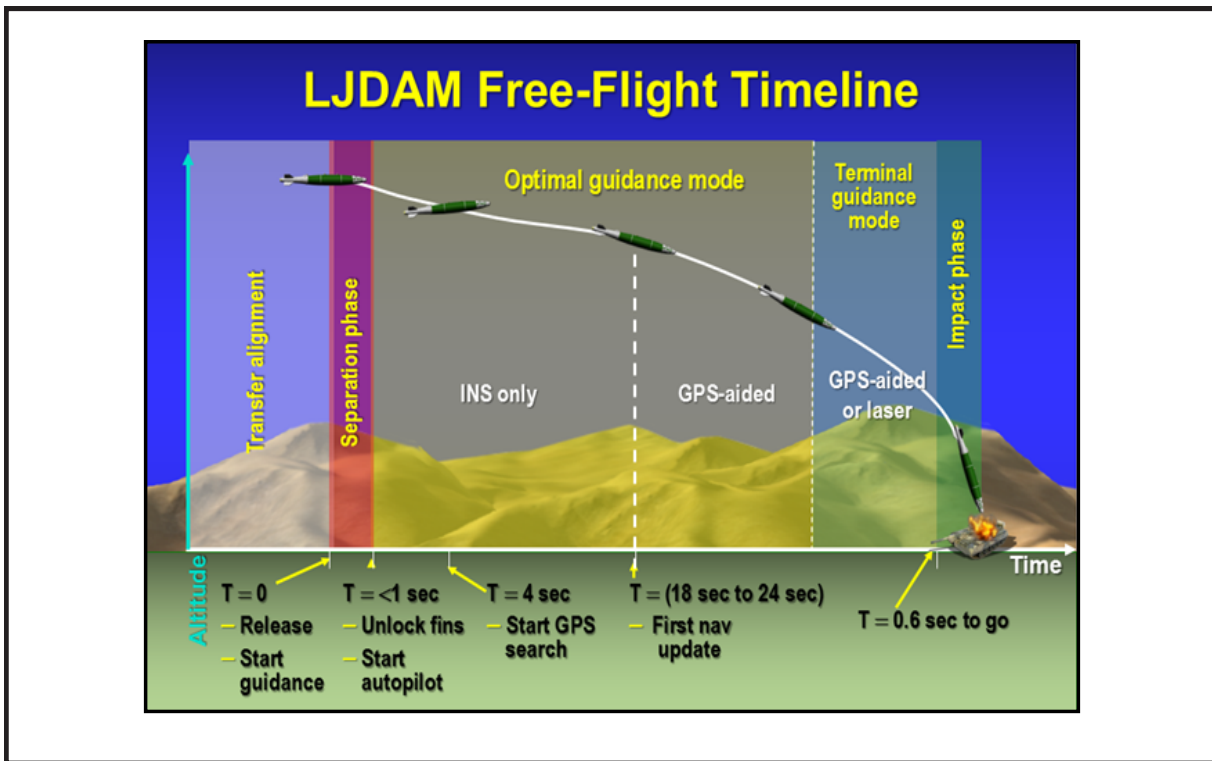 LJDAM Free-Flight Timeline
Optimal guidance mode
Terminal
guidance
mode
Transfer alignment
Separation phase
Impact phase
INS only
GPS-aided
GPS-aided
or laser
Altitude
Time
T = 0
– Release
– Start
guidance
T = <1 sec
– Unlock fins
– Start
autopilot
T = 4 sec
– Start GPS
search
T = (18 sec to 24 sec)
– First nav
update
T = 0.6 sec to go